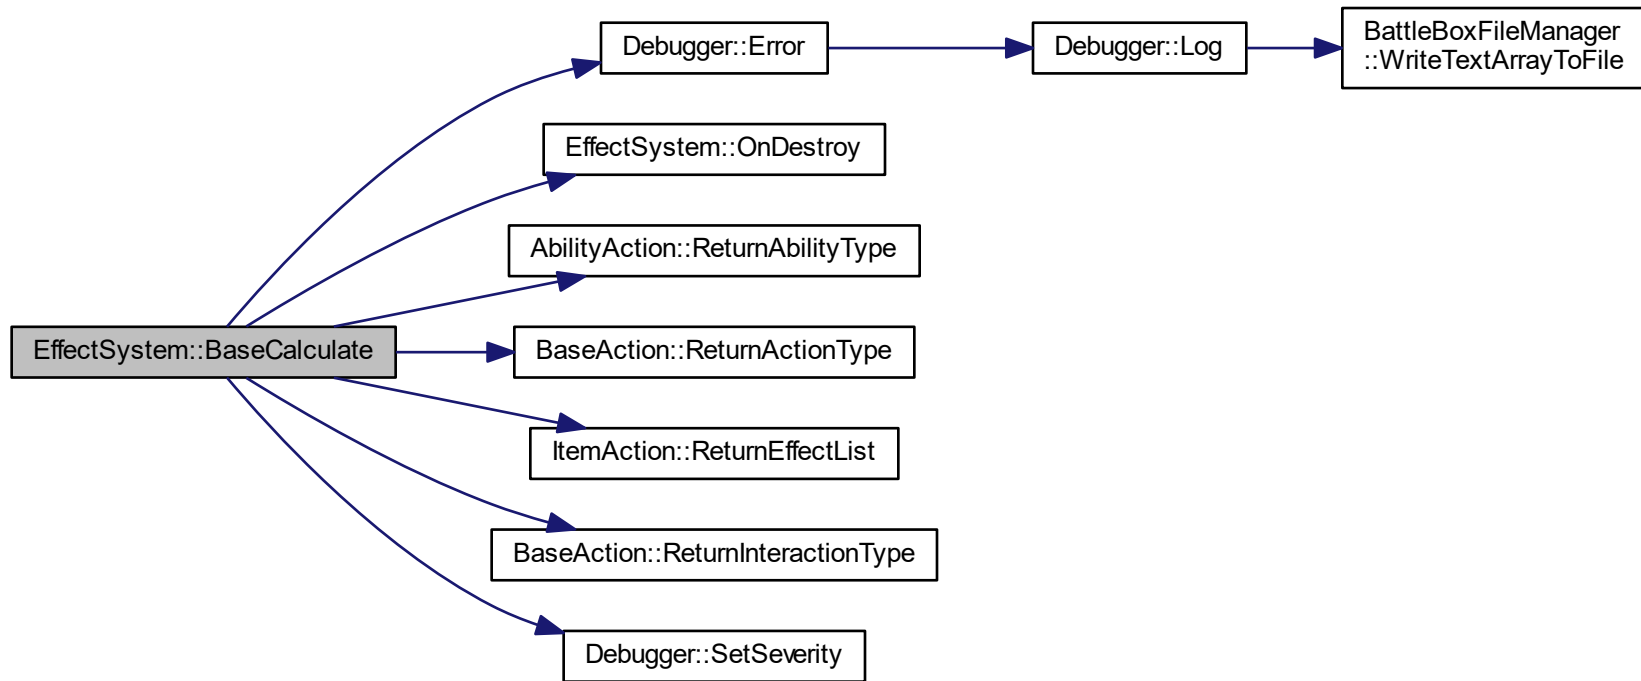 Debugger::Error
Debugger::Log
BattleBoxFileManager
::WriteTextArrayToFile
EffectSystem::OnDestroy
AbilityAction::ReturnAbilityType
EffectSystem::BaseCalculate
BaseAction::ReturnActionType
ItemAction::ReturnEffectList
BaseAction::ReturnInteractionType
Debugger::SetSeverity